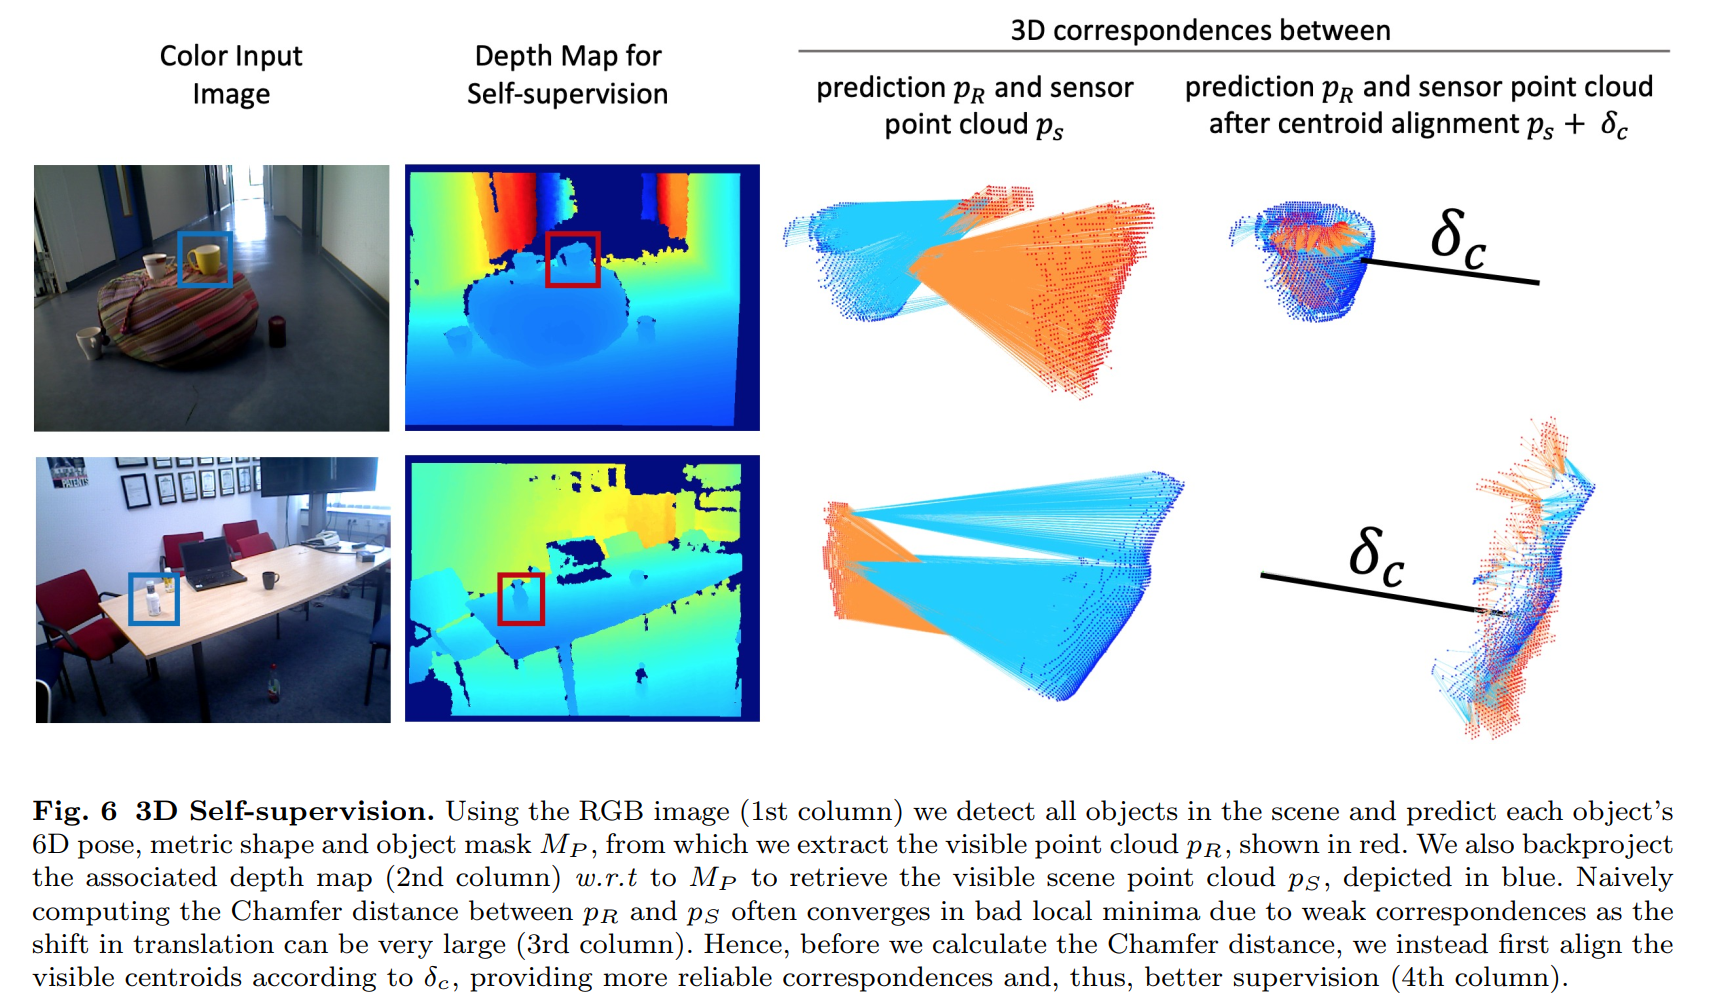 Color Input
Image
Depth Map for
Self-supervision
3D correspondences between
prediction p_R and sensor
point cloud p_s
prediction p_R and sensor point cloud
after centroid alignment p_s + δ_c
δ_c
δ_c
Fig. 6 3D Self-supervision. Using the RGB image (1st column) we detect all objects in the scene and predict each object's
6D pose, metric shape and object mask M_P, from which we extract the visible point cloud p_R, shown in red. We also backproject
the associated depth map (2nd column) w.r.t to M_P to retrieve the visible scene point cloud p_S, depicted in blue. Naively
computing the Chamfer distance between p_R and p_S often converges in bad local minima due to weak correspondences as the
shift in translation can be very large (3rd column). Hence, before we calculate the Chamfer distance, we instead first align the
visible centroids according to δ_c, providing more reliable correspondences and, thus, better supervision (4th column).